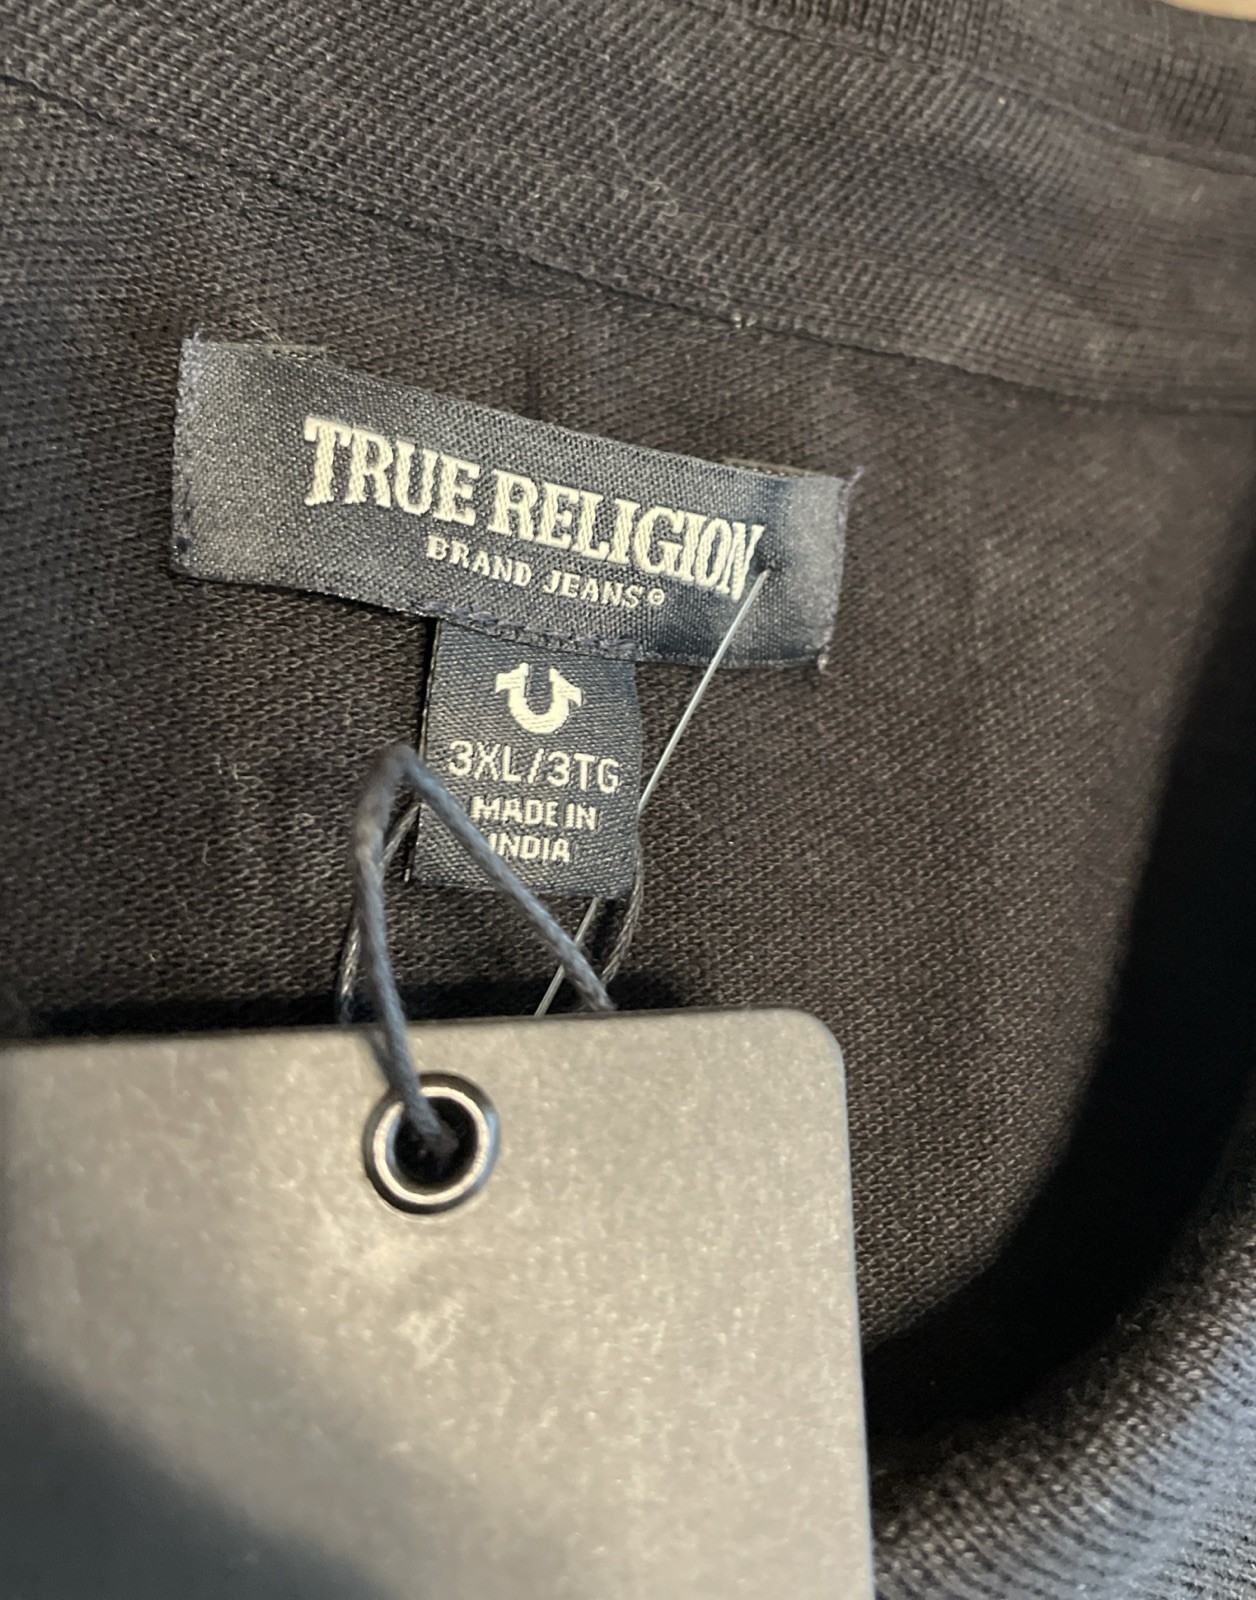 TRUE RELIGION
BRAND JEANS®
3XL/3TG
MADE IN
INDIA